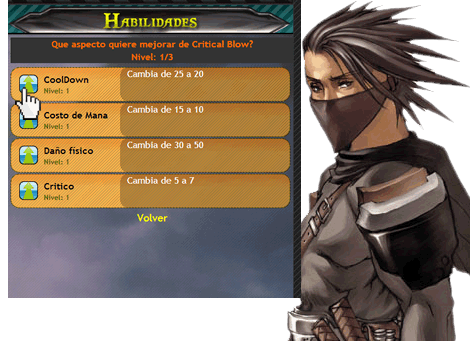 Habilidades
Que aspecto quiere mejorar de Critical Blow?
Nivel: 1/3
CoolDown
Nivel: 1
Cambia de 25 a 20
Costo de Mana
Nivel: 1
Cambia de 15 a 10
Daño físico
Nivel: 1
Cambia de 30 a 50
Critico
Nivel: 1
Cambia de 5 a 7
Volver